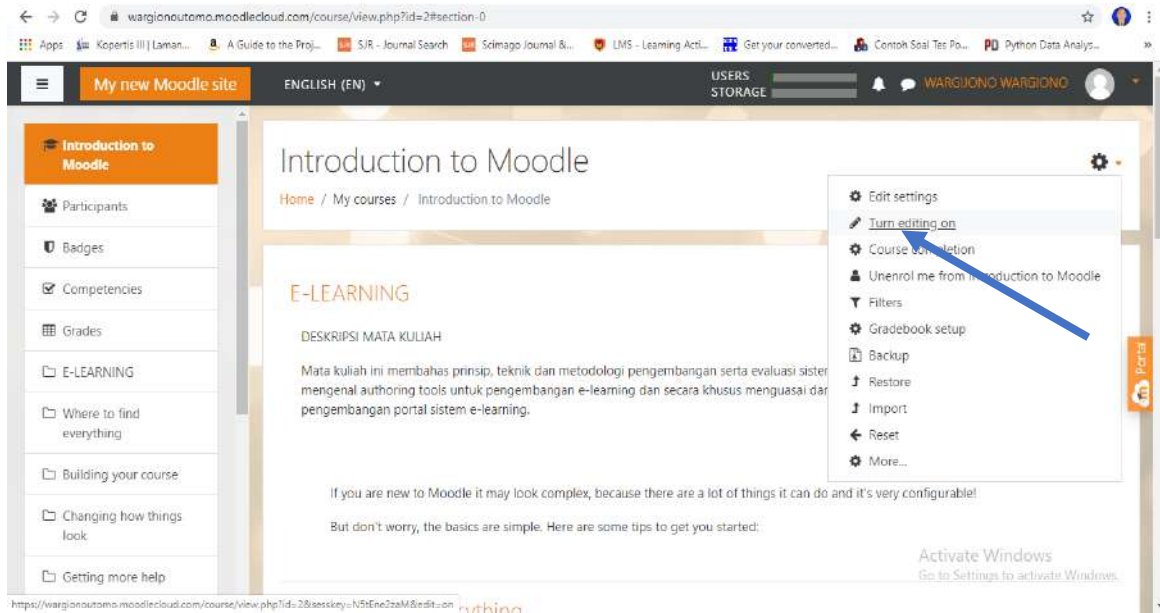 wargionoutomo.moodlecloud.com/course/view.php?id=2#section-0
Apps Kopertis III | Laman... A Guide to the Proj... SJR - Journal Search Scimago Journal &... LMS - Learning Acti... Get your converted... Contoh Soal Tes Po... Python Data Analys... »
My new Moodle site ENGLISH (EN) USERS
STORAGE WARGIJONO WARGIONO
Introduction to
Moodle
Participants
Badges
Competencies
Grades
E-LEARNING
Where to find
everything
Building your course
Changing how things
look
Getting more help
Introduction to Moodle
Home / My courses / Introduction to Moodle
Edit settings
Turn editing on
Course completion
Unenrol me from Introduction to Moodle
Filters
Gradebook setup
Backup
Restore
Import
Reset
More...
E-LEARNING
DESKRIPSI MATA KULIAH
Mata kuliah ini membahas prinsip, teknik dan metodologi pengembangan serta evaluasi sister
mengenal authoring tools untuk pengembangan e-learning dan secara khusus menguasai dar
pengembangan portal sistem e-learning.
If you are new to Moodle it may look complex, because there are a lot of things it can do and it's very configurable!
But don't worry, the basics are simple. Here are some tips to get you started:
Portal
Activate Windows
Go to Settings to activate Windows.
https://wargionoutomo.moodlecloud.com/course/view.php?id=2&sesskey=N5tEne2zaM&edit=on